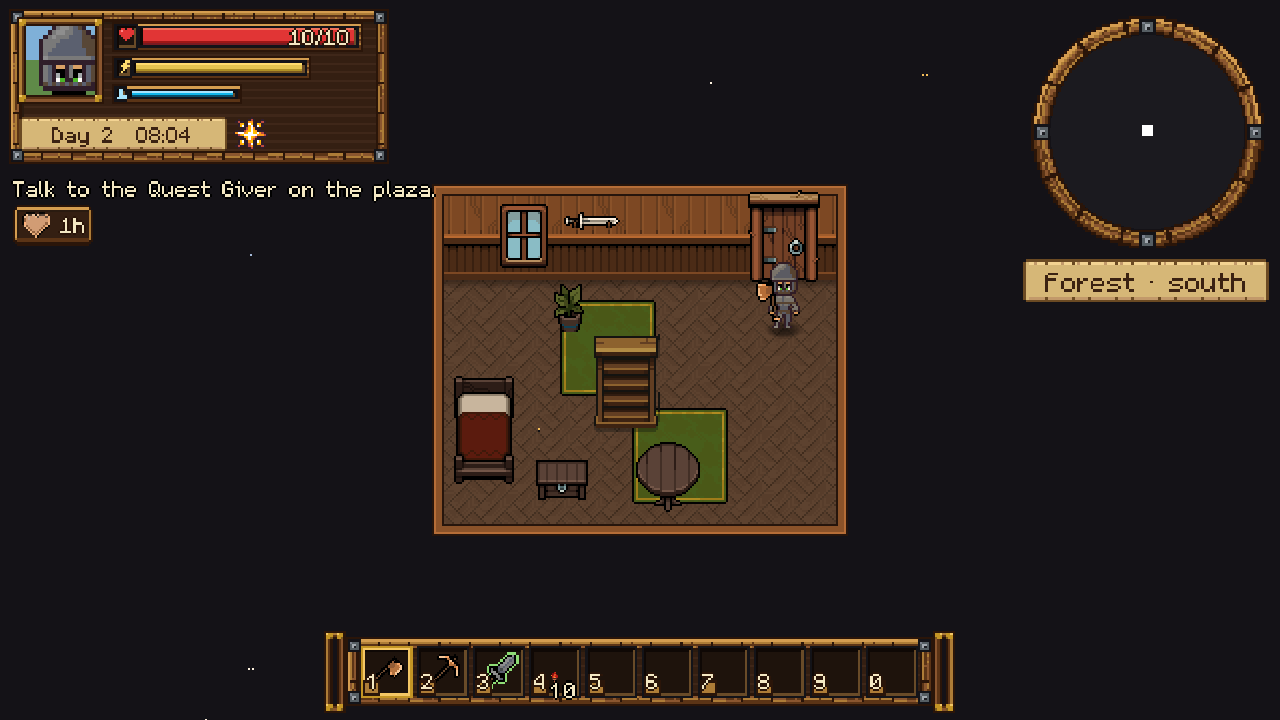 10/10
Day 2 08:04
Talk to the Quest Giver on the plaza.
1h
Forest · south
1 2 3 4 10 5 6 7 8 9 0